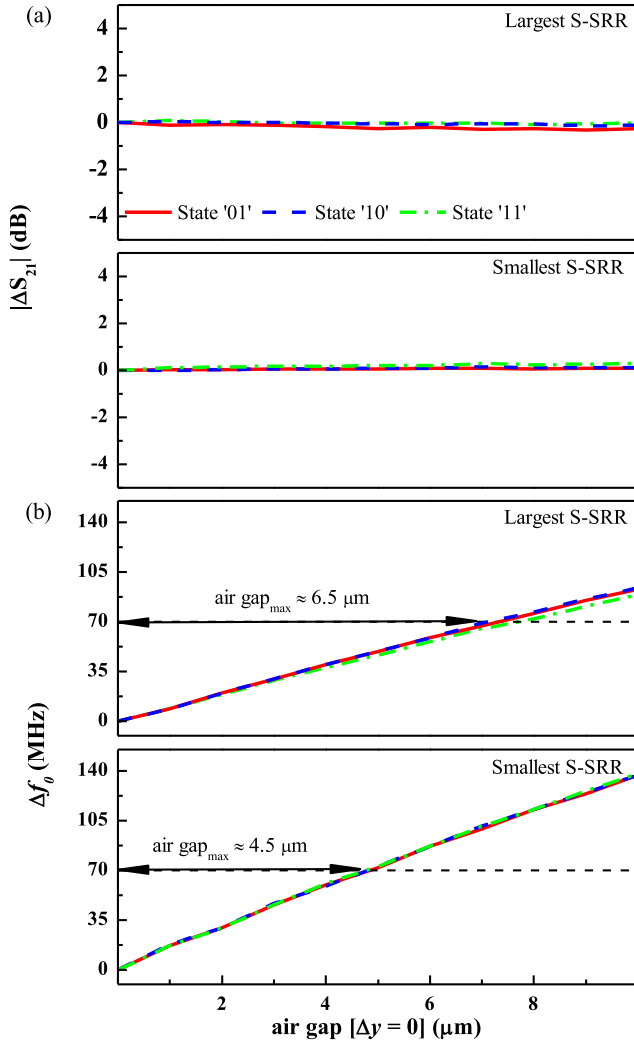 (a)
Largest S-SRR
4
2
0
-2
-4
State '01' State '10' State '11'
|ΔS₂₁| (dB)
Smallest S-SRR
4
2
0
-2
-4
(b)
Largest S-SRR
140
105
70
35
0
air gapₘₐₓ ≈ 6.5 μm
Δf₀ (MHz)
Smallest S-SRR
140
105
70
35
0
air gapₘₐₓ ≈ 4.5 μm
2 4 6 8
air gap [Δy = 0] (μm)